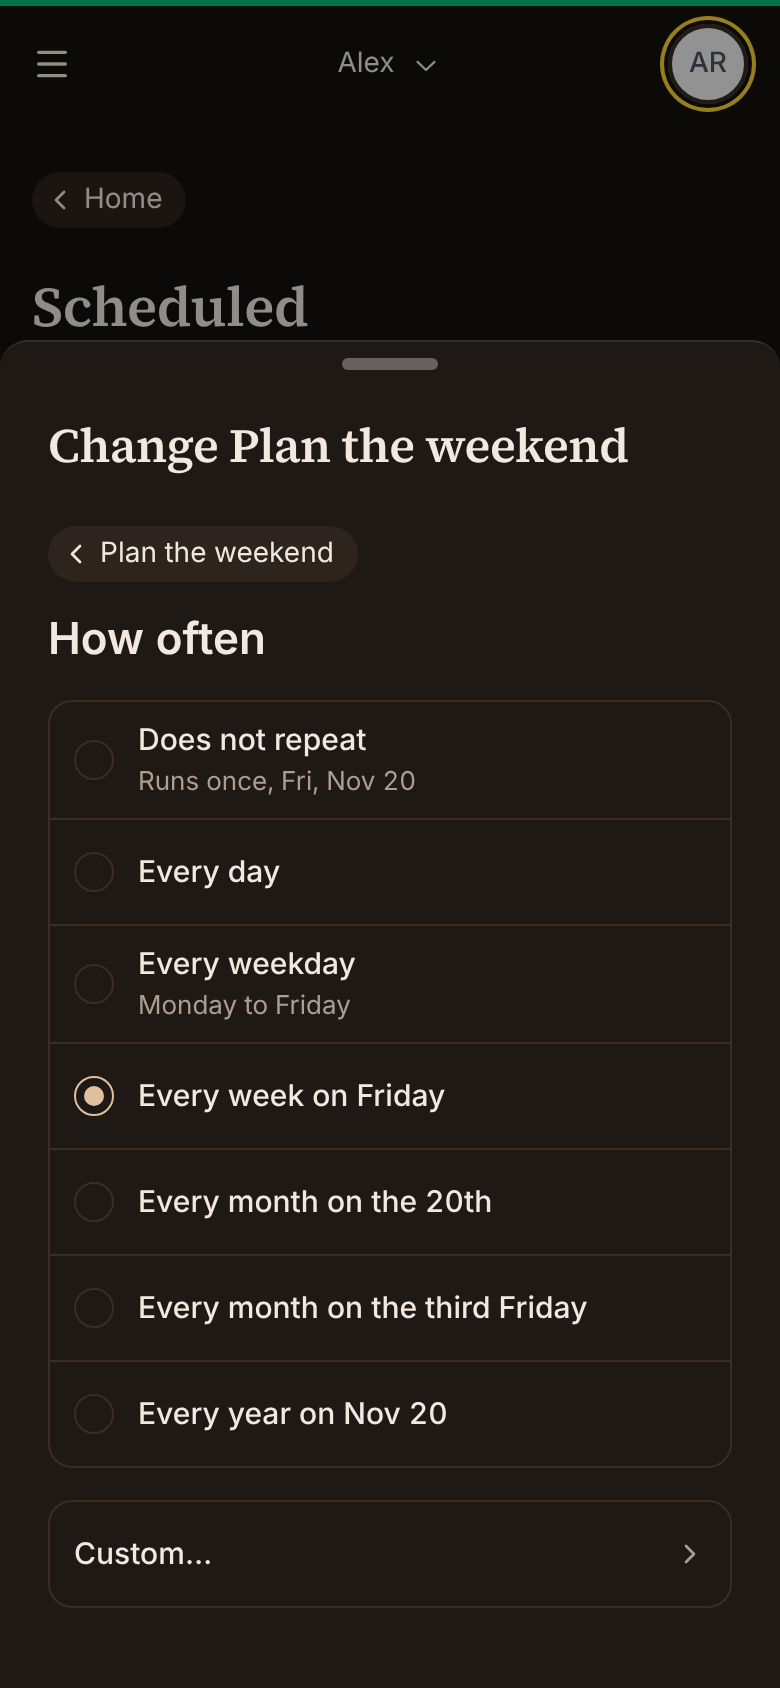 Alex
AR
Home
Scheduled
Change Plan the weekend
Plan the weekend
How often
Does not repeat
Runs once, Fri, Nov 20
Every day
Every weekday
Monday to Friday
Every week on Friday
Every month on the 20th
Every month on the third Friday
Every year on Nov 20
Custom...